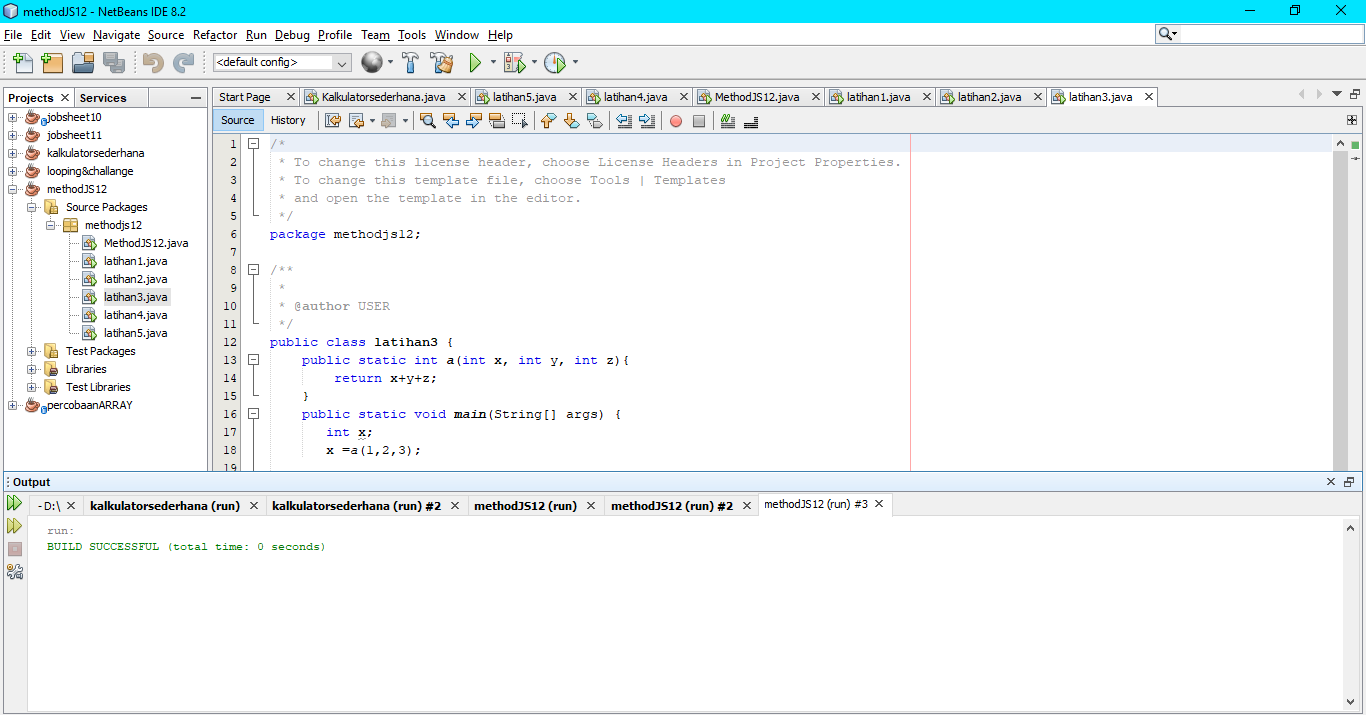 methodJS12 - NetBeans IDE 8.2
File Edit View Navigate Source Refactor Run Debug Profile Team Tools Window Help
<default config>
Projects Services
Start Page Kalkulatorsederhana.java latihan5.java latihan4.java MethodJS12.java latihan1.java latihan2.java latihan3.java
Source History
jobsheet10
jobsheet11
kalkulatorsederhana
looping&challange
methodJS12
Source Packages
methodjs12
MethodJS12.java
latihan1.java
latihan2.java
latihan3.java
latihan4.java
latihan5.java
Test Packages
Libraries
Test Libraries
percobaanARRAY
1 /*
2 * To change this license header, choose License Headers in Project Properties.
3 * To change this template file, choose Tools | Templates
4 * and open the template in the editor.
5 */
6 package methodjs12;
7
8 /**
9 *
10 * @author USER
11 */
12 public class latihan3 {
13 public static int a(int x, int y, int z){
14 return x+y+z;
15 }
16 public static void main(String[] args) {
17 int x;
18 x =a(1,2,3);
19
Output
-D:\ kalkulatorsederhana (run) kalkulatorsederhana (run) #2 methodJS12 (run) methodJS12 (run) #2 methodJS12 (run) #3
run:
BUILD SUCCESSFUL (total time: 0 seconds)